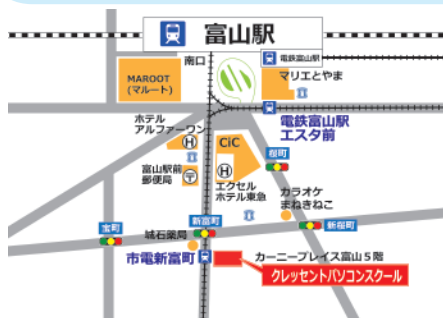 富山駅
南口
電鉄富山駅
MAROOT
(マルート)
マリエとやま
電鉄富山駅
エスタ前
ホテル
アルファーワン
H
CiC
桜町
富山駅前
郵便局
〒
H
エクセル
ホテル東急
カラオケ
まねきねこ
宝町
新富町
新桜町
城石薬局
市電新富町
カーニープレイス富山5階
クレッセントパソコンスクール